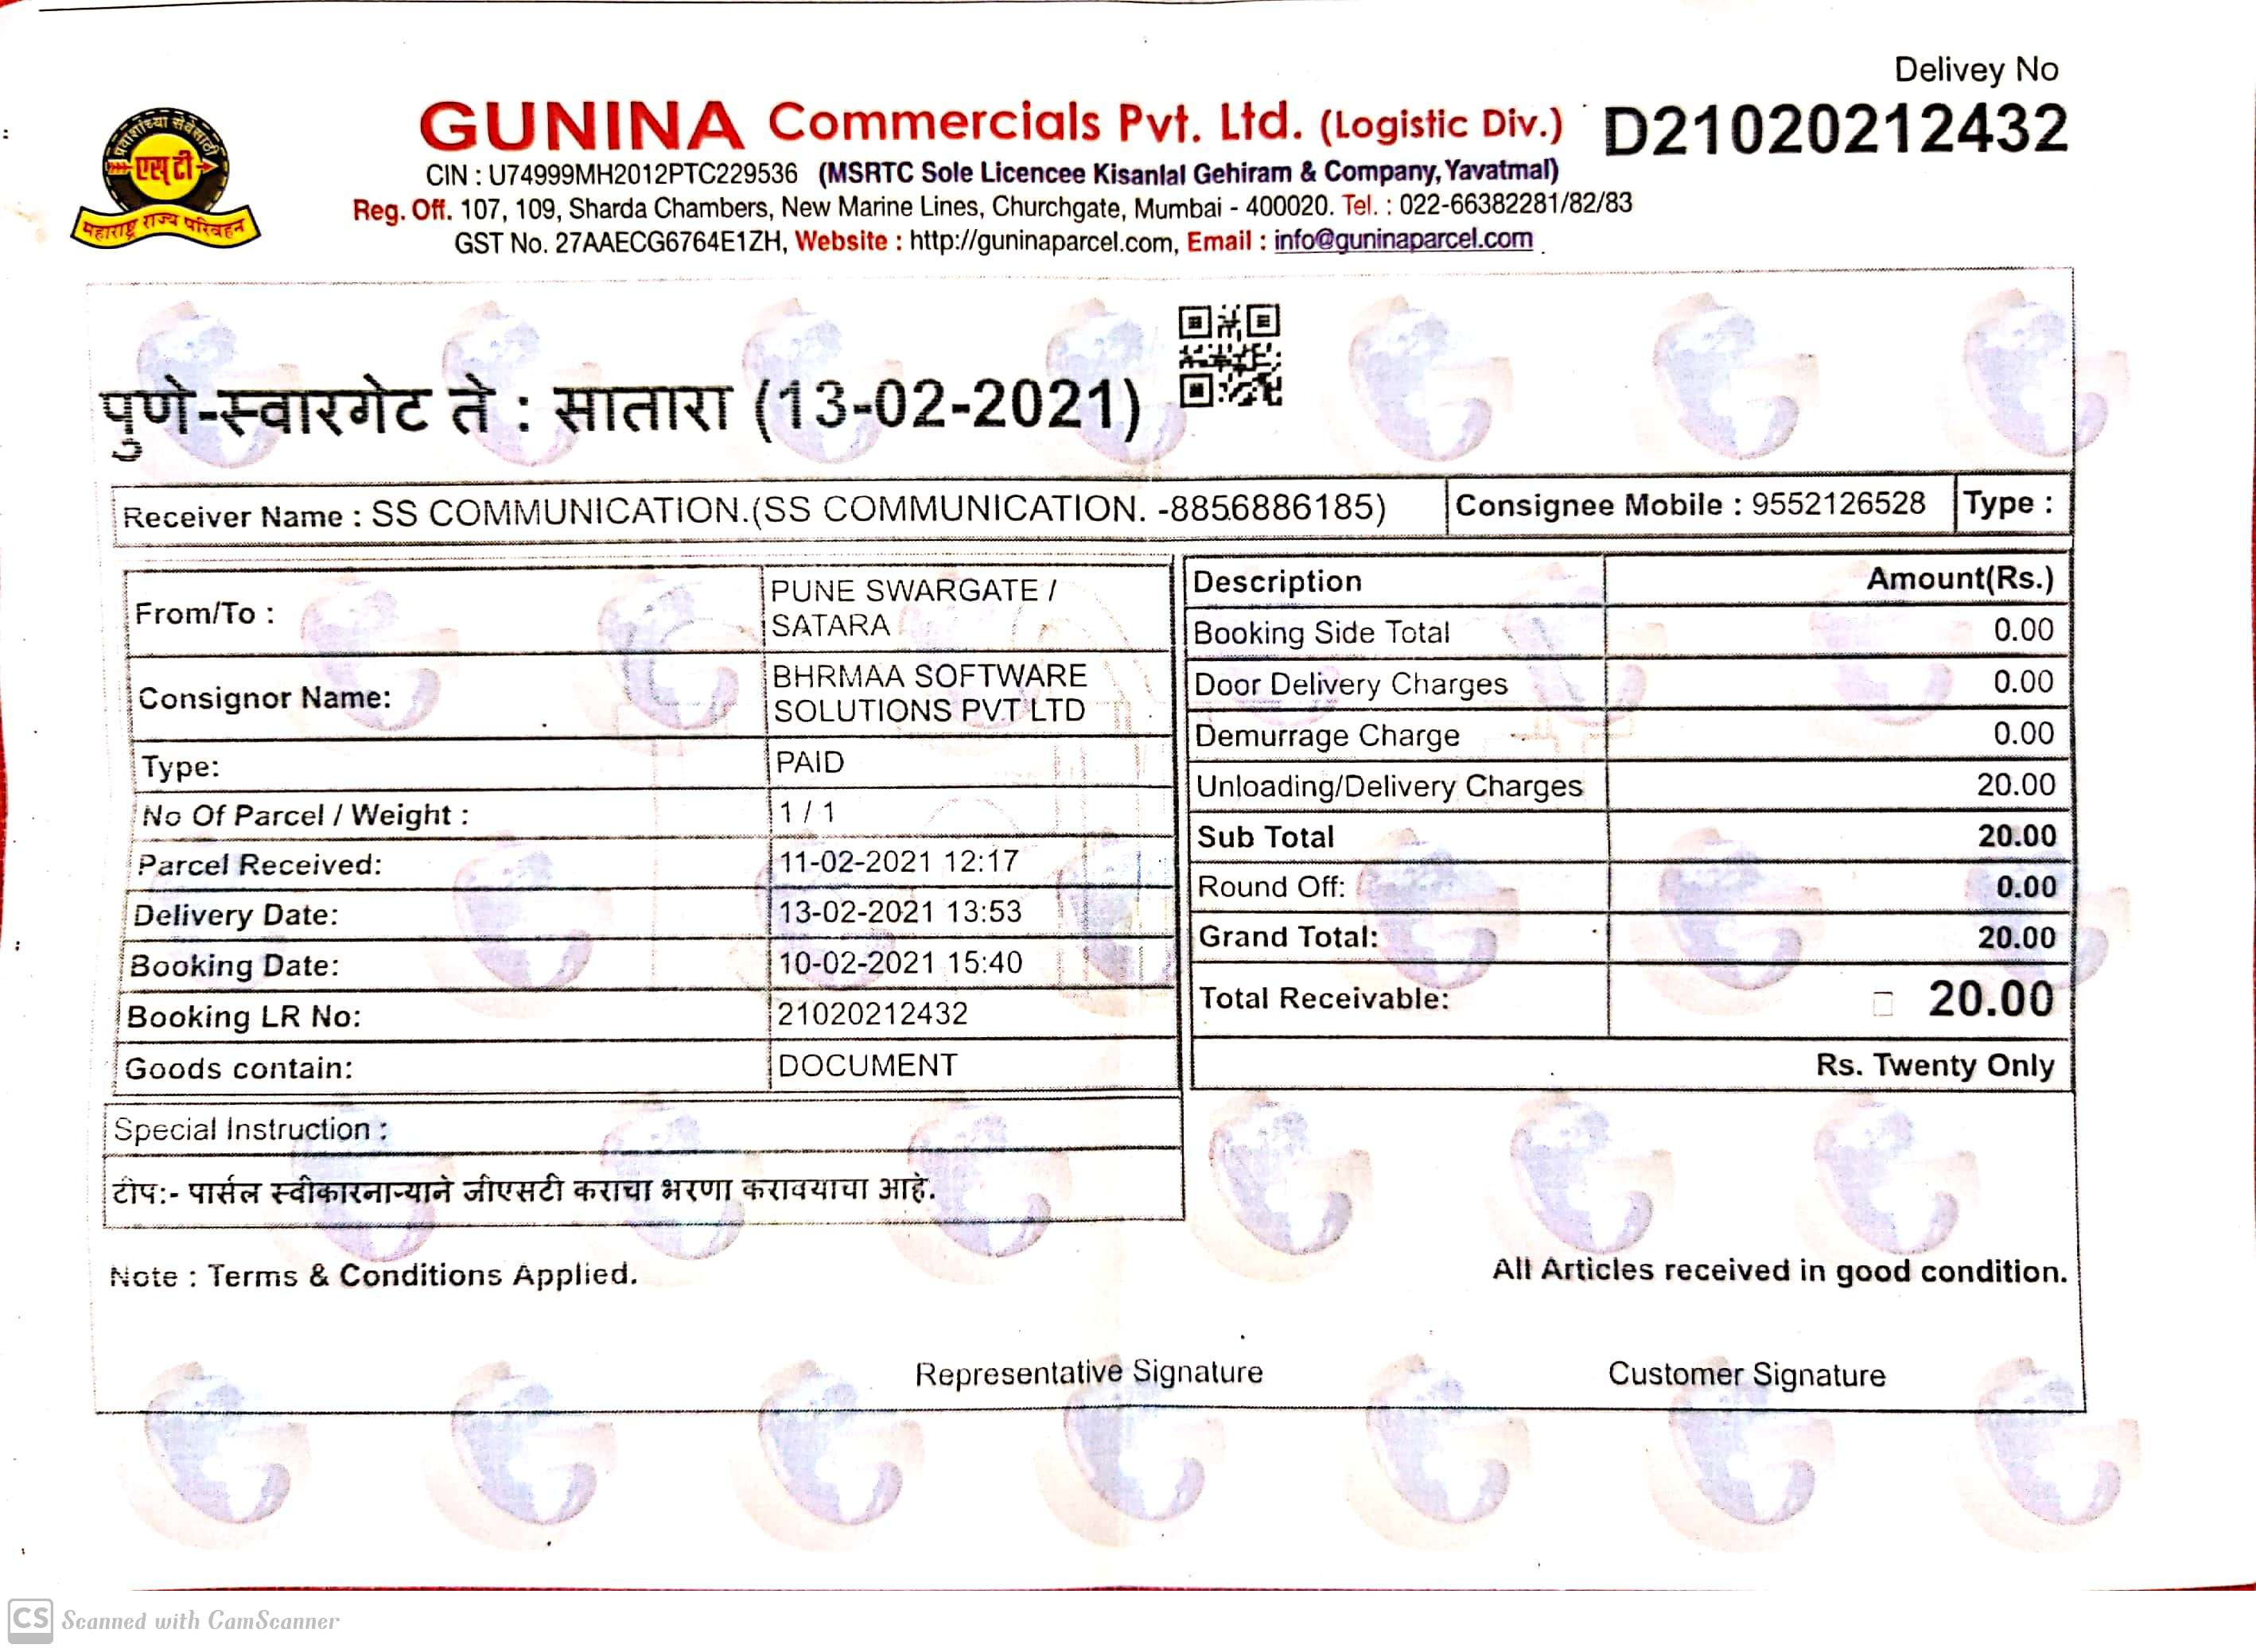 Delivey No
प्रवाशांच्या सेवेसाठी
एस टी
महाराष्ट्र राज्य परिवहन
GUNINA Commercials Pvt. Ltd. (Logistic Div.) D21020212432
CIN : U74999MH2012PTC229536 (MSRTC Sole Licencee Kisanlal Gehiram & Company, Yavatmal)
Reg. Off. 107, 109, Sharda Chambers, New Marine Lines, Churchgate, Mumbai - 400020. Tel. : 022-66382281/82/83
GST No. 27AAECG6764E1ZH, Website : http://guninaparcel.com, Email : info@guninaparcel.com
पुणे-स्वारगेट ते : सातारा (13-02-2021)
Receiver Name : SS COMMUNICATION.(SS COMMUNICATION. -8856886185) Consignee Mobile : 9552126528 Type :
From/To : PUNE SWARGATE /
SATARA
Consignor Name: BHRMAA SOFTWARE
SOLUTIONS PVT LTD
Type: PAID
No Of Parcel / Weight : 1 / 1
Parcel Received: 11-02-2021 12:17
Delivery Date: 13-02-2021 13:53
Booking Date: 10-02-2021 15:40
Booking LR No: 21020212432
Goods contain: DOCUMENT
Description Amount(Rs.)
Booking Side Total 0.00
Door Delivery Charges 0.00
Demurrage Charge 0.00
Unloading/Delivery Charges 20.00
Sub Total 20.00
Round Off: 0.00
Grand Total: 20.00
Total Receivable: 20.00
Rs. Twenty Only
Special Instruction :
टीप:- पार्सल स्वीकारनाऱ्याने जीएसटी कराचा भरणा करावयाचा आहे.
Note : Terms & Conditions Applied.
All Articles received in good condition.
Representative Signature
Customer Signature
CS Scanned with CamScanner